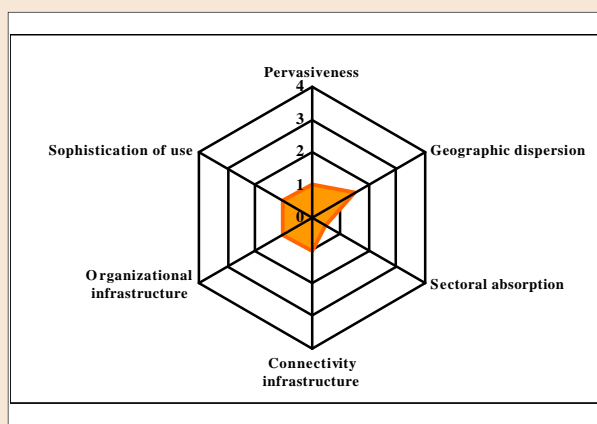 Pervasiveness
4
3
Sophistication of use
2
Geographic dispersion
1
0
Organizational
infrastructure
Sectoral absorption
Connectivity
infrastructure